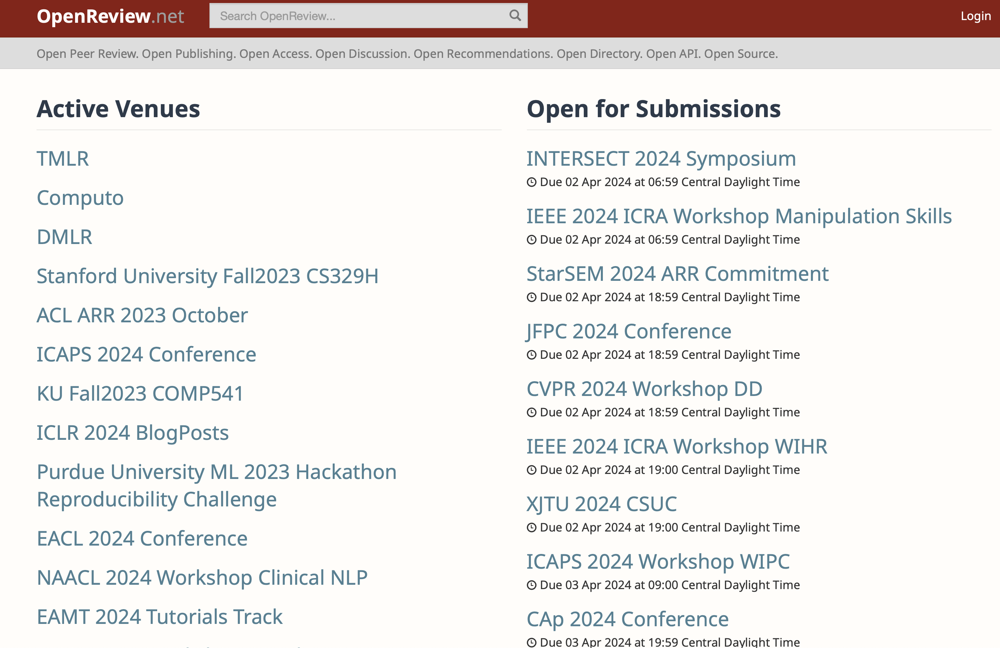 OpenReview.net
Search OpenReview...
Login
Open Peer Review. Open Publishing. Open Access. Open Discussion. Open Recommendations. Open Directory. Open API. Open Source.
Active Venues
TMLR
Computo
DMLR
Stanford University Fall2023 CS329H
ACL ARR 2023 October
ICAPS 2024 Conference
KU Fall2023 COMP541
ICLR 2024 BlogPosts
Purdue University ML 2023 Hackathon
Reproducibility Challenge
EACL 2024 Conference
NAACL 2024 Workshop Clinical NLP
EAMT 2024 Tutorials Track
Open for Submissions
INTERSECT 2024 Symposium
Due 02 Apr 2024 at 06:59 Central Daylight Time
IEEE 2024 ICRA Workshop Manipulation Skills
Due 02 Apr 2024 at 06:59 Central Daylight Time
StarSEM 2024 ARR Commitment
Due 02 Apr 2024 at 18:59 Central Daylight Time
JFPC 2024 Conference
Due 02 Apr 2024 at 18:59 Central Daylight Time
CVPR 2024 Workshop DD
Due 02 Apr 2024 at 18:59 Central Daylight Time
IEEE 2024 ICRA Workshop WIHR
Due 02 Apr 2024 at 19:00 Central Daylight Time
XJTU 2024 CSUC
Due 02 Apr 2024 at 19:00 Central Daylight Time
ICAPS 2024 Workshop WIPC
Due 03 Apr 2024 at 09:00 Central Daylight Time
CAp 2024 Conference
Due 03 Apr 2024 at 19:59 Central Daylight Time